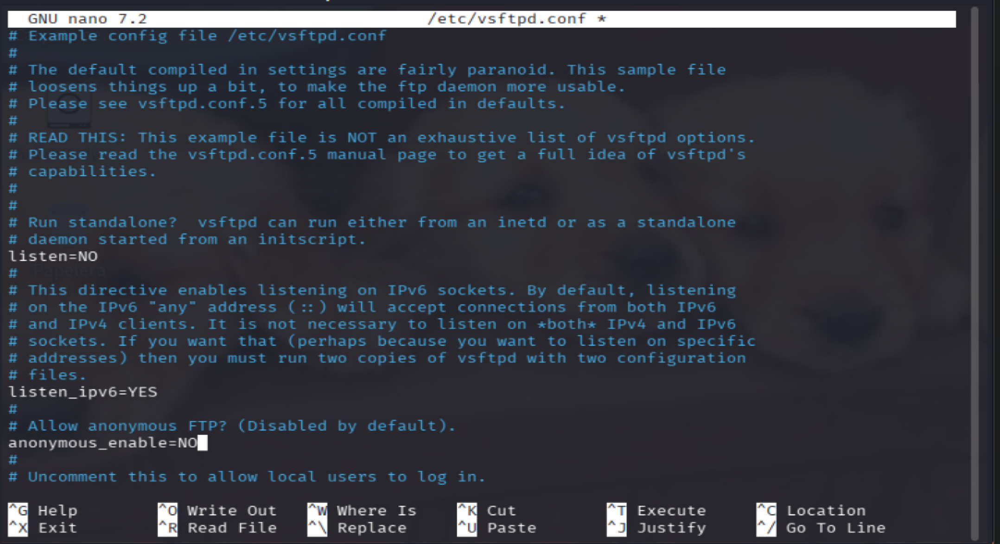 GNU nano 7.2 /etc/vsftpd.conf *
# Example config file /etc/vsftpd.conf
#
# The default compiled in settings are fairly paranoid. This sample file
# loosens things up a bit, to make the ftp daemon more usable.
# Please see vsftpd.conf.5 for all compiled in defaults.
#
# READ THIS: This example file is NOT an exhaustive list of vsftpd options.
# Please read the vsftpd.conf.5 manual page to get a full idea of vsftpd's
# capabilities.
#
#
# Run standalone?  vsftpd can run either from an inetd or as a standalone
# daemon started from an initscript.
listen=NO
#
Papelera
# This directive enables listening on IPv6 sockets. By default, listening
# on the IPv6 "any" address (::) will accept connections from both IPv6
# and IPv4 clients. It is not necessary to listen on *both* IPv4 and IPv6
# sockets. If you want that (perhaps because you want to listen on specific
# addresses) then you must run two copies of vsftpd with two configuration
# files.
listen_ipv6=YES
#
# Allow anonymous FTP? (Disabled by default).
anonymous_enable=NO
#
# Uncomment this to allow local users to log in.
^G Help ^O Write Out ^W Where Is ^K Cut ^T Execute ^C Location
^X Exit ^R Read File ^\ Replace ^U Paste ^J Justify ^/ Go To Line